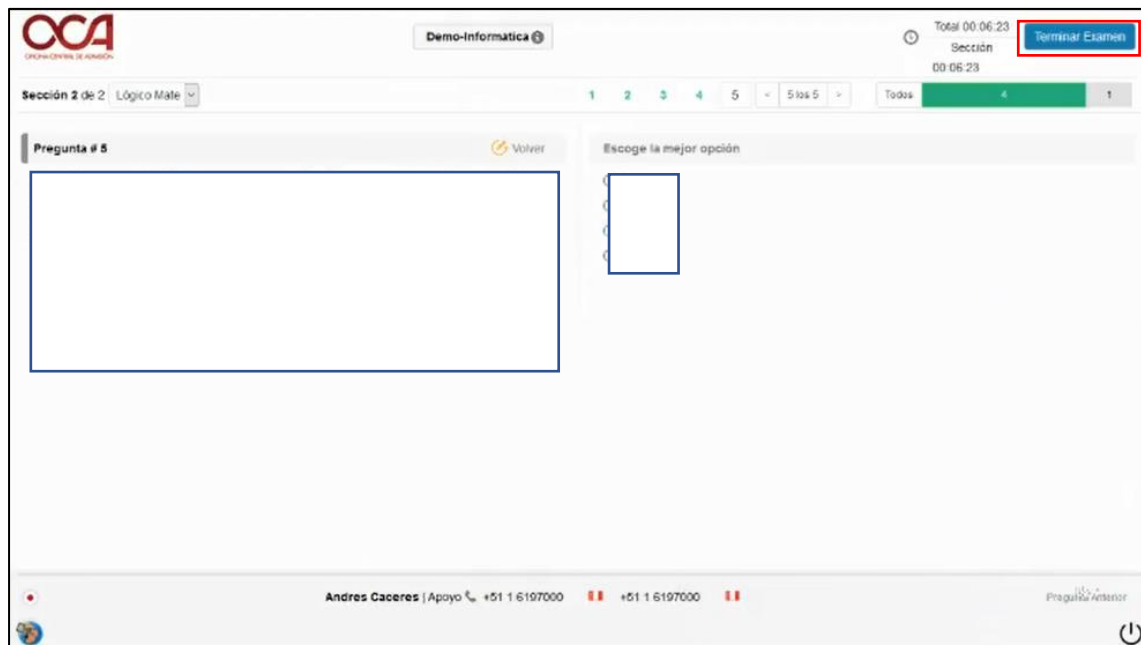 OCA
OFICINA CENTRAL DE ADMISIÓN
Demo-Informatica
Total 00:06:23
Sección
00:06:23
Terminar Examen
Sección 2 de 2 Lógico Mate
1 2 3 4 5 < 5 los 5 > Todos 4 1
Pregunta # 5 Volver
Escoge la mejor opción
Andres Caceres | Apoyo +51 1 6197000 +51 1 6197000
Pregunta Anterior